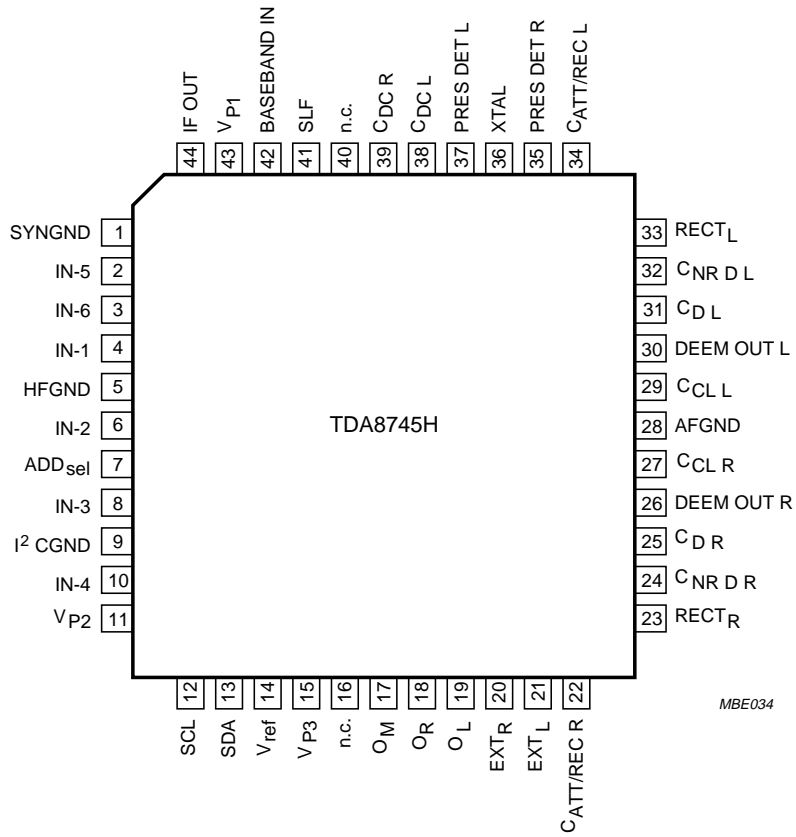 44 IF OUT
43 VP1
42 BASEBAND IN
41 SLF
40 n.c.
39 CDC R
38 CDC L
37 PRES DET L
36 XTAL
35 PRES DET R
34 CATT/REC L
SYNGND 1
IN-5 2
IN-6 3
IN-1 4
HFGND 5
IN-2 6
ADDsel 7
IN-3 8
I² CGND 9
IN-4 10
VP2 11
TDA8745H
33 RECTL
32 CNR D L
31 CD L
30 DEEM OUT L
29 CCL L
28 AFGND
27 CCL R
26 DEEM OUT R
25 CD R
24 CNR D R
23 RECTR
SCL 12
SDA 13
Vref 14
VP3 15
n.c. 16
OM 17
OR 18
OL 19
EXTR 20
EXTL 21
CATT/REC R 22
MBE034